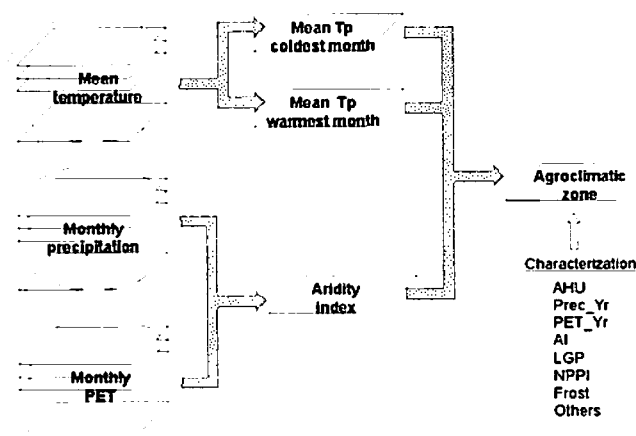 Mean Tp
coldest month
Mean
temperature
Mean Tp
warmest month
Agroclimatic
zone
Monthly
precipitation
Characterization
Aridity
index
AHU
Prec_Yr
PET_Yr
AI
LGP
NPPI
Frost
Others
Monthly
PET